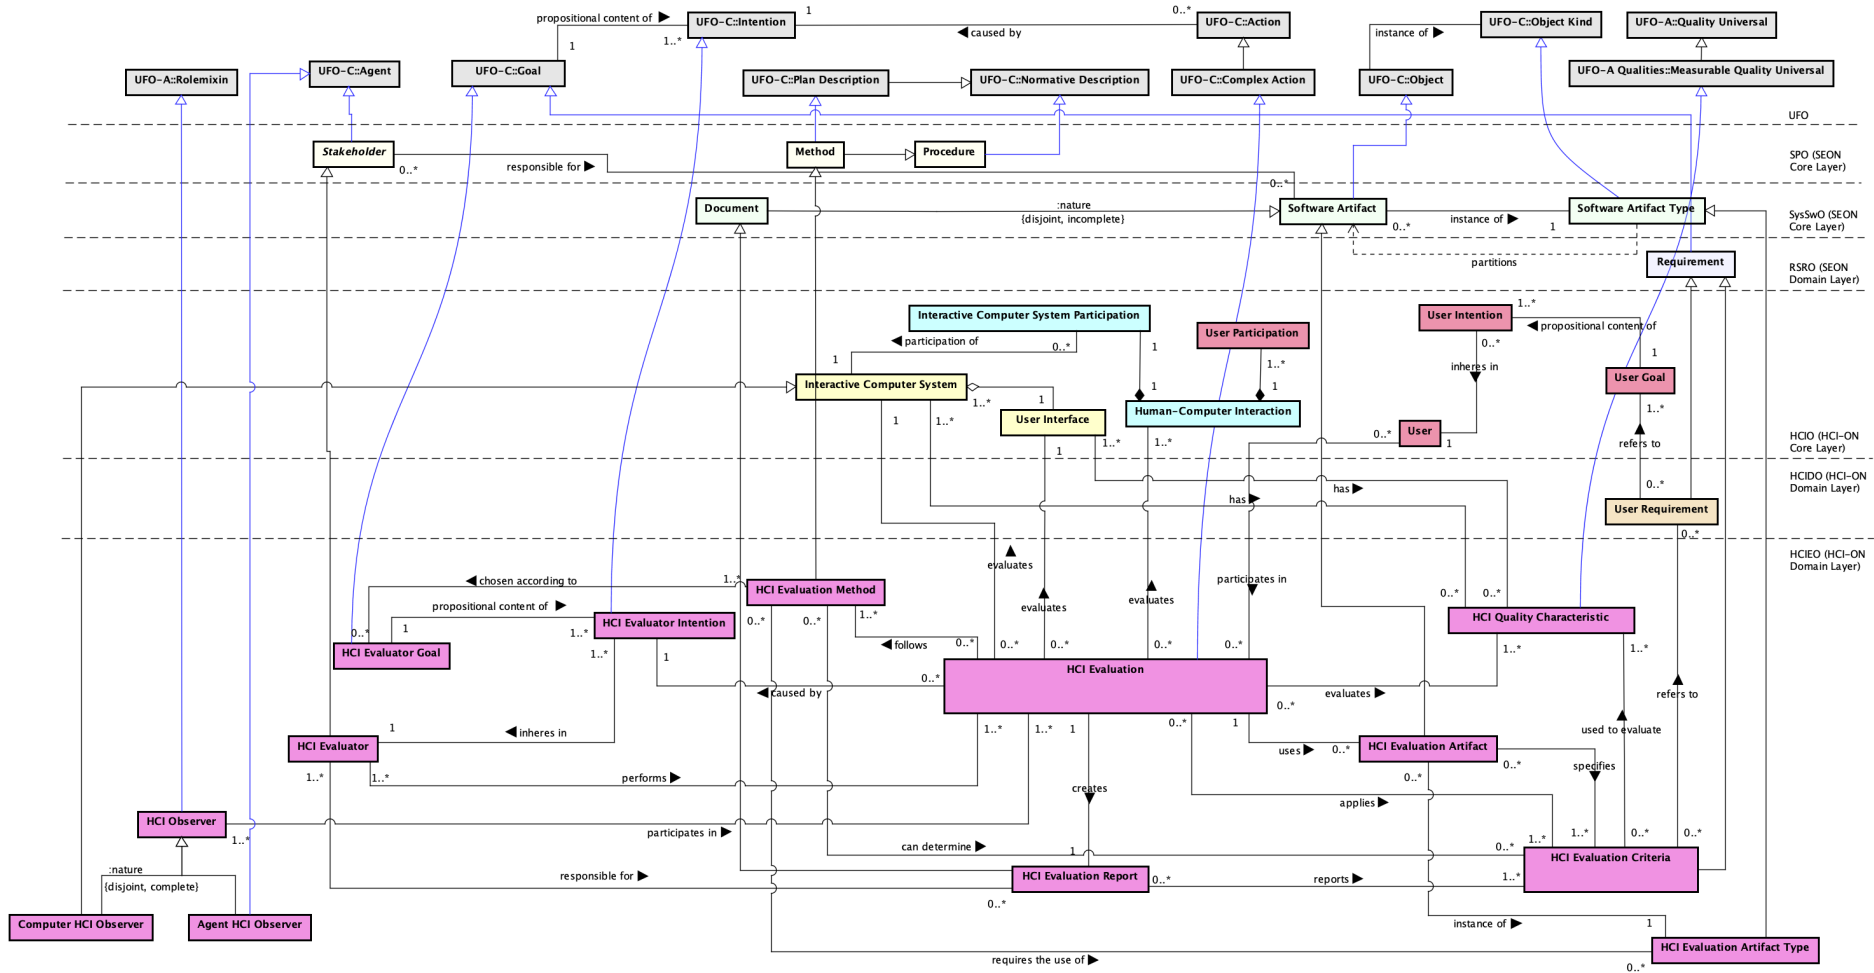 propositional content of ▶
1
0..*
UFO-C::Intention
UFO-C::Action
UFO-C::Object Kind
UFO-A::Quality Universal
1..*
◀ caused by
instance of ▶
1
UFO-A::Rolemixin
UFO-C::Agent
UFO-C::Goal
UFO-C::Plan Description
UFO-C::Normative Description
UFO-C::Complex Action
UFO-C::Object
UFO-A Qualities::Measurable Quality Universal
UFO
Stakeholder
Method
Procedure
0..*
responsible for ▶
SPO (SEON
Core Layer)
0..*
Document
:nature
{disjoint, incomplete}
Software Artifact
0..*
instance of ▶
1
Software Artifact Type
SysSwO (SEON
Core Layer)
partitions
Requirement
RSRO (SEON
Domain Layer)
Interactive Computer System Participation
User Participation
User Intention
1..*
◀ propositional content of
◀ participation of
0..*
1
1
1..*
0..*
1
inheres in
Interactive Computer System
1..*
1
1
1
User Goal
1..*
User Interface
Human-Computer Interaction
1
1..*
1..*
1
1..*
0..*
User
1
refers to
HCIO (HCI-ON
Core Layer)
HCIDO (HCI-ON
Domain Layer)
has ▶
has ▶
0..*
User Requirement
0..*
HCIEO (HCI-ON
Domain Layer)
evaluates
evaluates
evaluates
participates in
◀ chosen according to
1..*
HCI Evaluation Method
propositional content of ▶
0..*
1
1..*
HCI Evaluator Intention
0..*
0..*
1..*
0..*
0..*
HCI Quality Characteristic
HCI Evaluator Goal
1..*
1
◀ follows
0..*
0..*
0..*
0..*
0..*
1..*
1..*
HCI Evaluation
0..*
◀ caused by
evaluates ▶
0..*
refers to
used to evaluate
HCI Evaluator
1
◀ inheres in
1..*
1..*
1
0..*
1
uses ▶
0..*
HCI Evaluation Artifact
0..*
specifies
1..*
1..*
performs ▶
0..*
creates
applies ▶
HCI Observer
1..*
participates in ▶
can determine ▶
1
0..*
1..*
1..*
0..*
0..*
HCI Evaluation Criteria
:nature
{disjoint, complete}
responsible for ▶
0..*
HCI Evaluation Report
0..*
reports ▶
1..*
Computer HCI Observer
Agent HCI Observer
instance of ▶
1
HCI Evaluation Artifact Type
requires the use of ▶
0..*